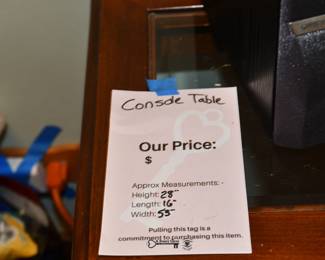 Console Table
Our Price:
$
Approx Measurements: -
Height: 28"
Length: 16"
Width: 55"
Pulling this tag is a
commitment to purchasing this item.